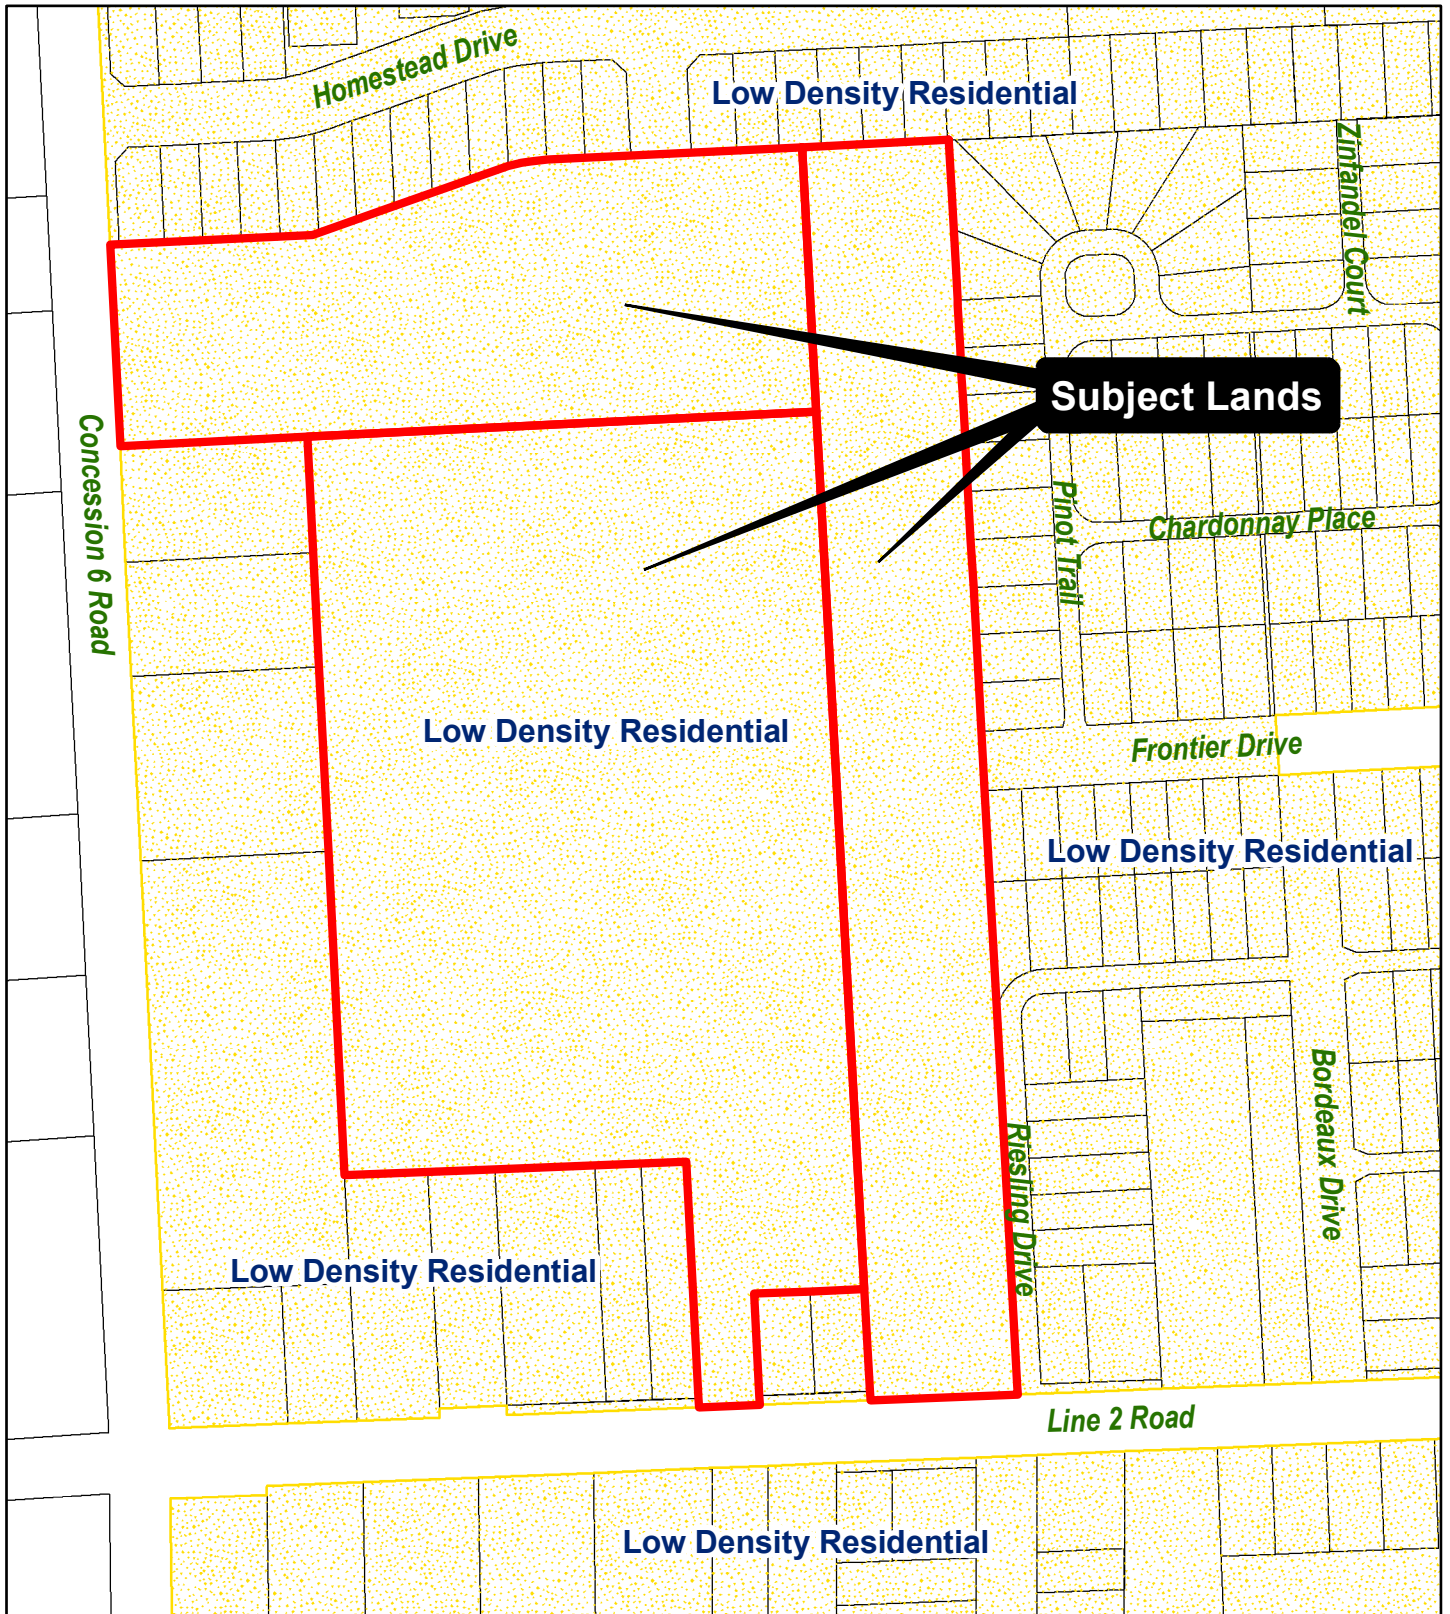 Homestead Drive
Low Density Residential
Zinfandel Court
Subject Lands
Concession 6 Road
Pinot Trail
Chardonnay Place
Low Density Residential
Frontier Drive
Low Density Residential
Bordeaux Drive
Riesling Drive
Low Density Residential
Line 2 Road
Low Density Residential